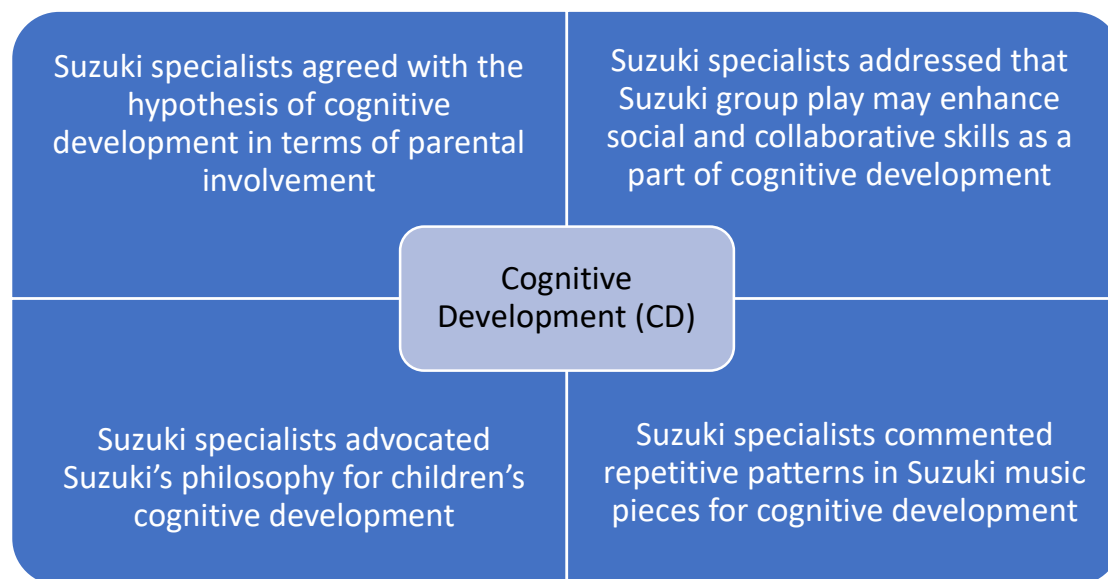 Suzuki specialists agreed with the
hypothesis of cognitive
development in terms of parental
involvement
Suzuki specialists addressed that
Suzuki group play may enhance
social and collaborative skills as a
part of cognitive development
Cognitive
Development (CD)
Suzuki specialists advocated
Suzuki’s philosophy for children’s
cognitive development
Suzuki specialists commented
repetitive patterns in Suzuki music
pieces for cognitive development